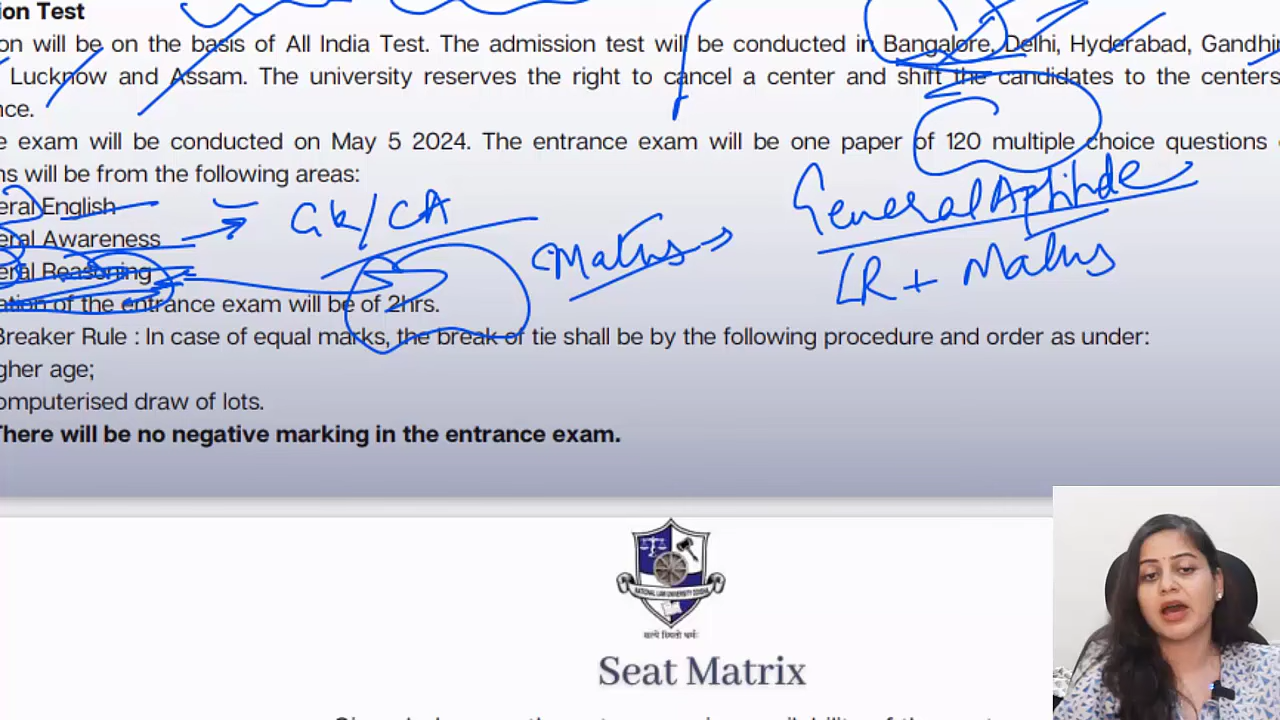 ion Test
on will be on the basis of All India Test. The admission test will be conducted in Bangalore, Delhi, Hyderabad, Gandhin
Lucknow and Assam. The university reserves the right to cancel a center and shift the candidates to the centers
nce.
e exam will be conducted on May 5 2024. The entrance exam will be one paper of 120 multiple choice questions
ns will be from the following areas:
eral English
GK/CA
General Aptitude
eral Awareness
Maths
LR + Maths
eral Reasoning
ation of the entrance exam will be of 2hrs.
Breaker Rule : In case of equal marks, the break of tie shall be by the following procedure and order as under:
gher age;
omputerised draw of lots.
There will be no negative marking in the entrance exam.
NATIONAL LAW UNIVERSITY ODISHA
Seat Matrix